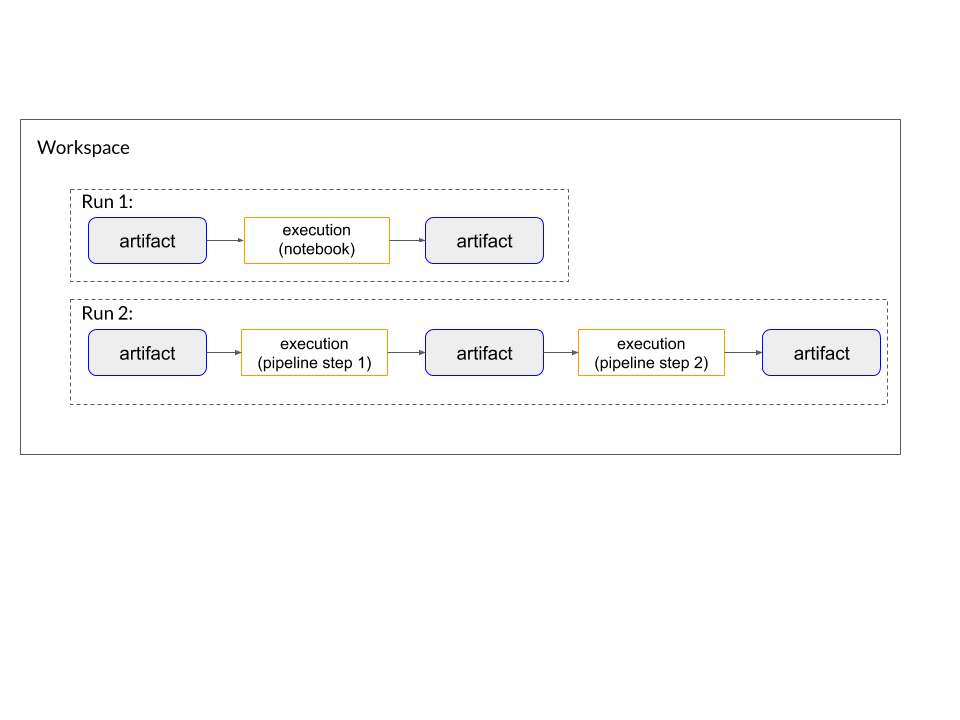 Workspace
Run 1:
artifact
execution
(notebook)
artifact
Run 2:
artifact
execution
(pipeline step 1)
artifact
execution
(pipeline step 2)
artifact